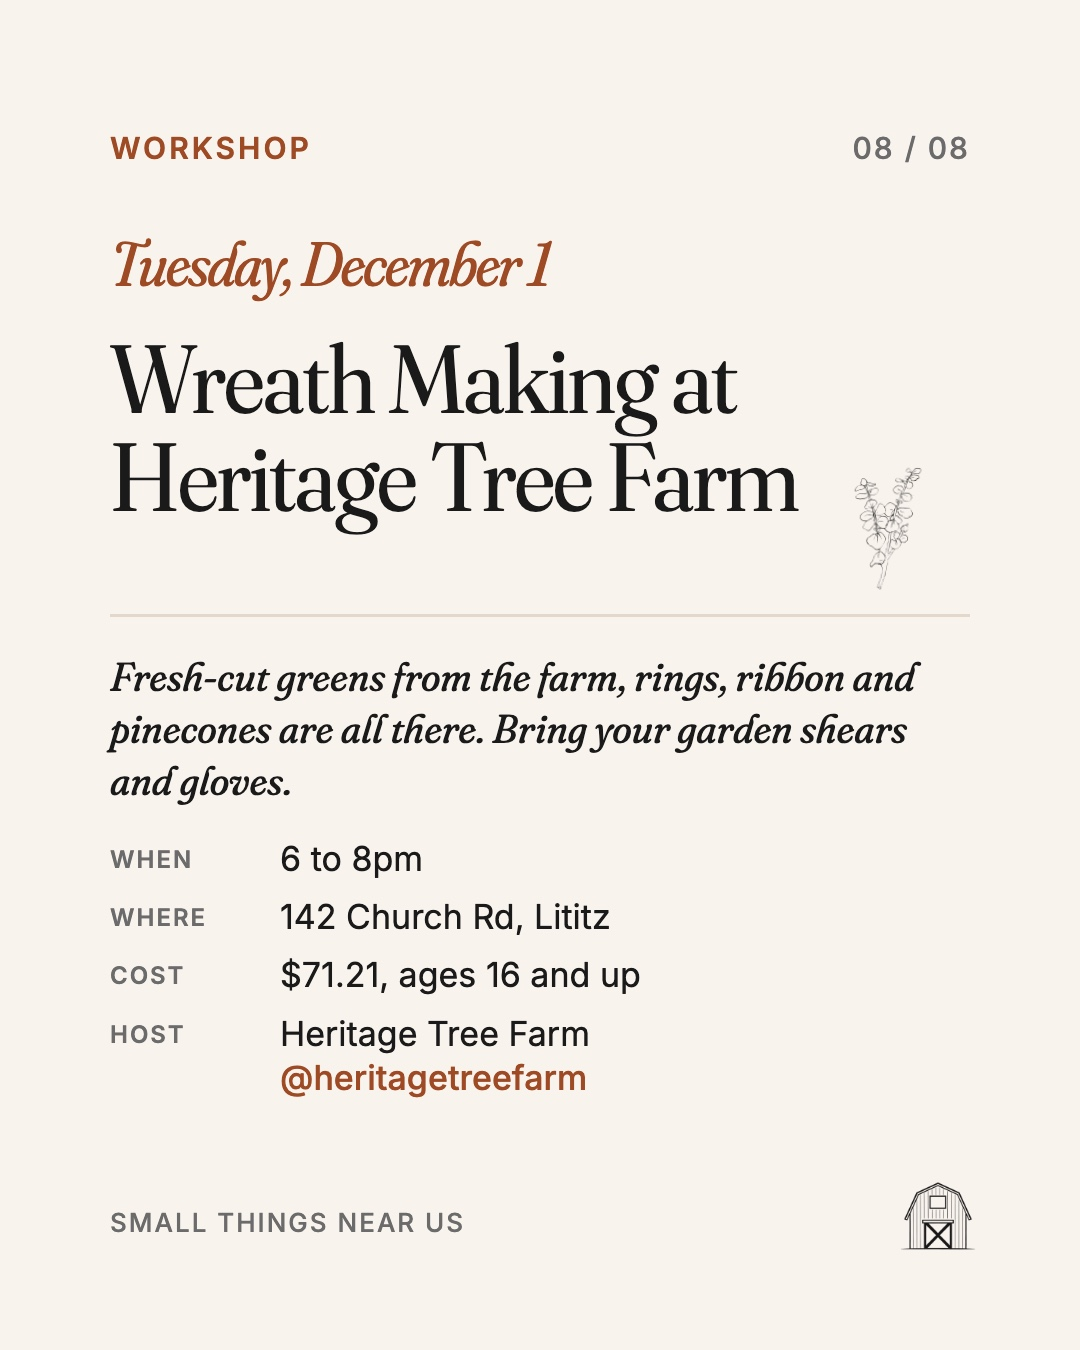 WORKSHOP
08 / 08
Tuesday, December 1
Wreath Making at
Heritage Tree Farm
Fresh-cut greens from the farm, rings, ribbon and
pinecones are all there. Bring your garden shears
and gloves.
WHEN 6 to 8pm
WHERE 142 Church Rd, Lititz
COST $71.21, ages 16 and up
HOST Heritage Tree Farm
@heritagetreefarm
SMALL THINGS NEAR US